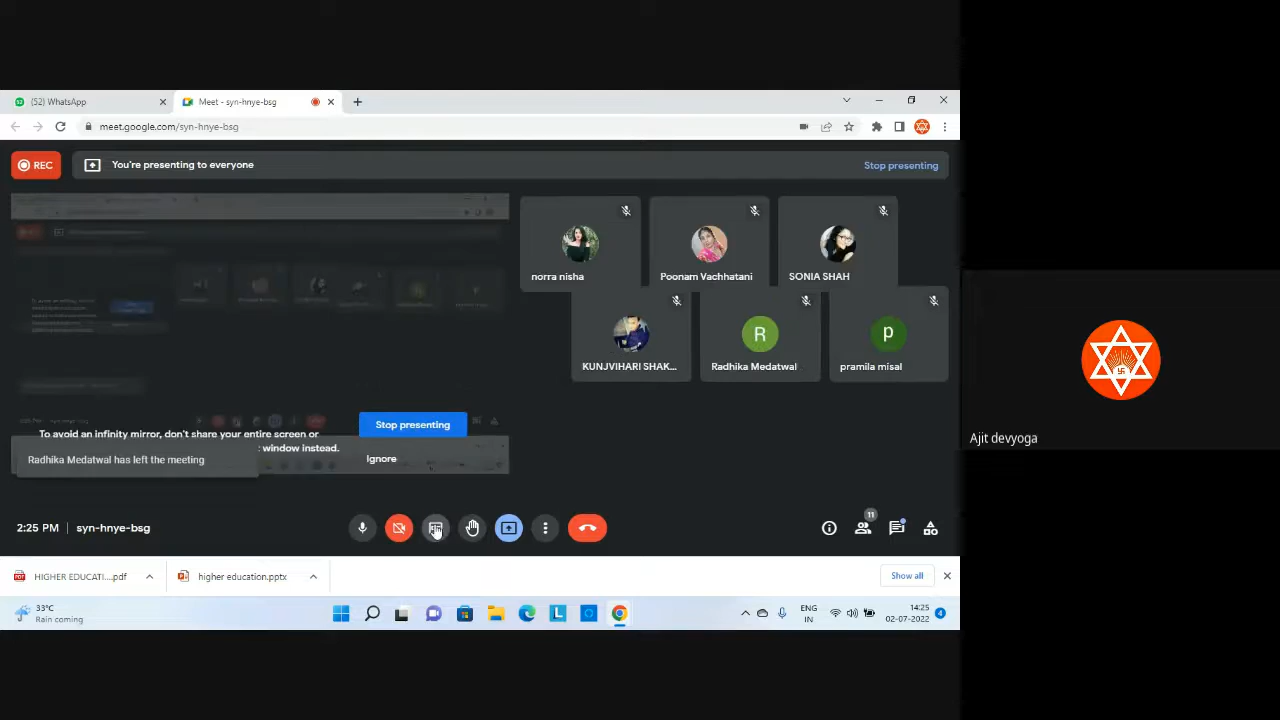 (52) WhatsApp
Meet - syn-hnye-bsg
meet.google.com/syn-hnye-bsg
REC
You're presenting to everyone
Stop presenting
norra nisha
Poonam Vachhatani
SONIA SHAH
KUNJVIHARI SHAK...
R
Radhika Medatwal
p
pramila misal
To avoid an infinity mirror, don't share your entire screen or
t window instead.
Stop presenting
Ignore
Radhika Medatwal has left the meeting
Ajit devyoga
2:25 PM | syn-hnye-bsg
11
HIGHER EDUCATI....pdf
higher education.pptx
Show all
33°C
Rain coming
ENG
IN
14:25
02-07-2022
4